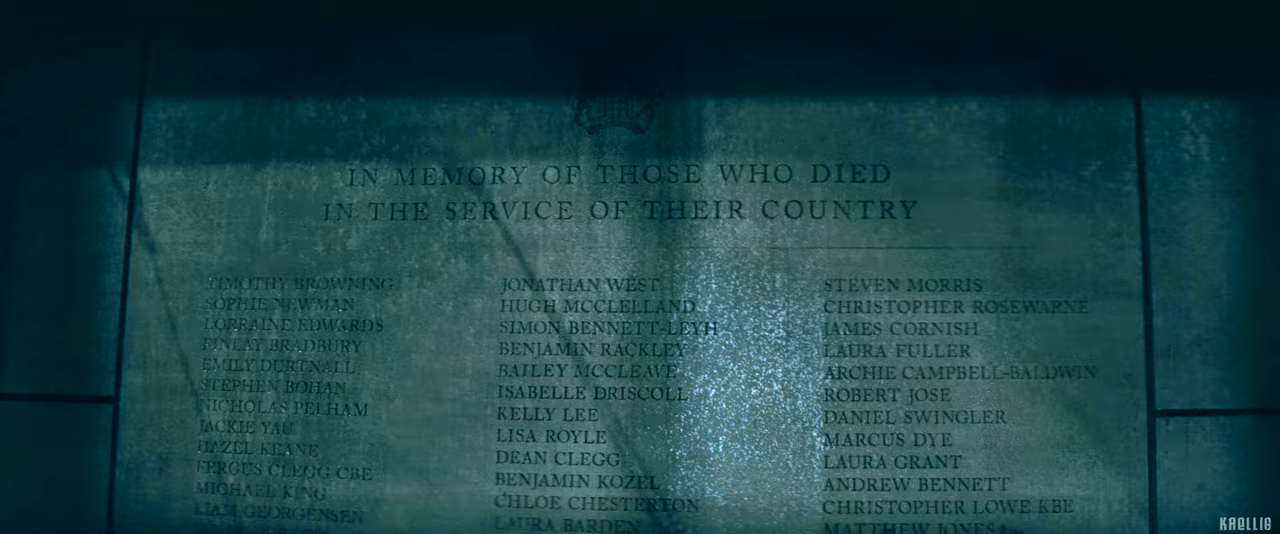 IN MEMORY OF THOSE WHO DIED
IN THE SERVICE OF THEIR COUNTRY
TIMOTHY BROWNING
SOPHIE NEWMAN
LORRAINE EDWARDS
FINLAY BRADBURY
EMILY DURTNALL
STEPHEN BOHAN
NICHOLAS PELHAM
JACKIE YAU
HAZEL KEANE
FERGUS CLEGG CBE
MICHAEL KING
LIAM GEORGENSEN
JONATHAN WEST
HUGH MCCLELLAND
SIMON BENNETT-LEYH
BENJAMIN RACKLEY
BAILEY MCCLEAVE
ISABELLE DRISCOLL
KELLY LEE
LISA ROYLE
DEAN CLEGG
BENJAMIN KOZEL
CHLOE CHESTERTON
LAURA BARDEN
STEVEN MORRIS
CHRISTOPHER ROSEWARNE
JAMES CORNISH
LAURA FULLER
ARCHIE CAMPBELL-BALDWIN
ROBERT JOSE
DANIEL SWINGLER
MARCUS DYE
LAURA GRANT
ANDREW BENNETT
CHRISTOPHER LOWE KBE
MATTHEW JONES
KAELLIG